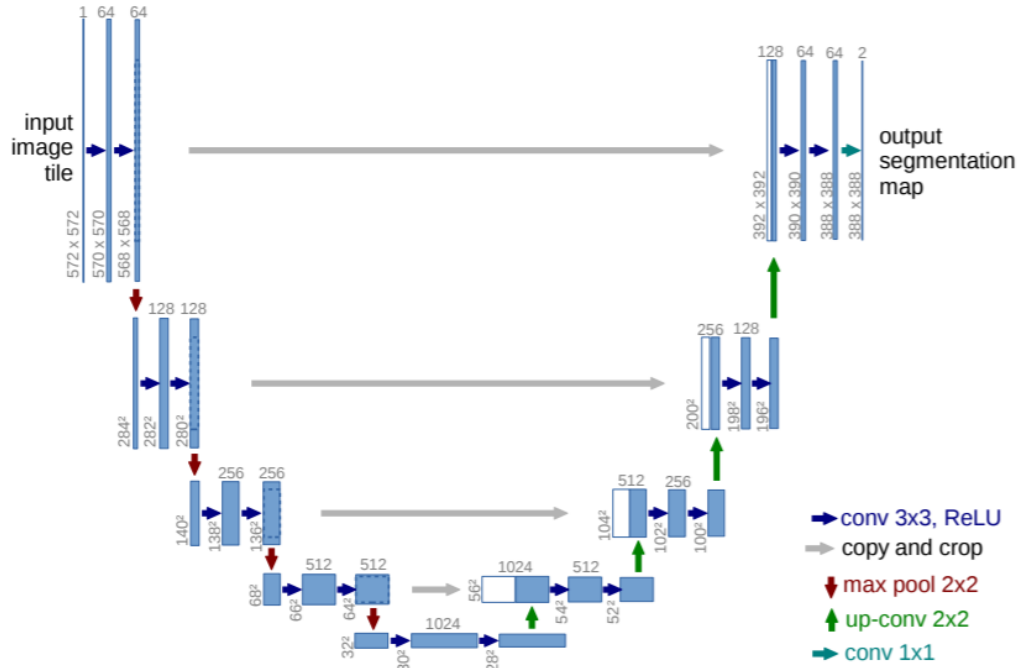 1 64 64
input
image
tile
572 x 572
570 x 570
568 x 568
128 64 64 2
output
segmentation
map
392 x 392
390 x 390
388 x 388
388 x 388
128 128
284²
282²
280²
256 128
200²
198²
196²
256 256
140²
138²
136²
512 256
104²
102²
100²
512 512
68²
66²
64²
1024 512
56²
54²
52²
1024
32²
30²
28²
conv 3x3, ReLU
copy and crop
max pool 2x2
up-conv 2x2
conv 1x1